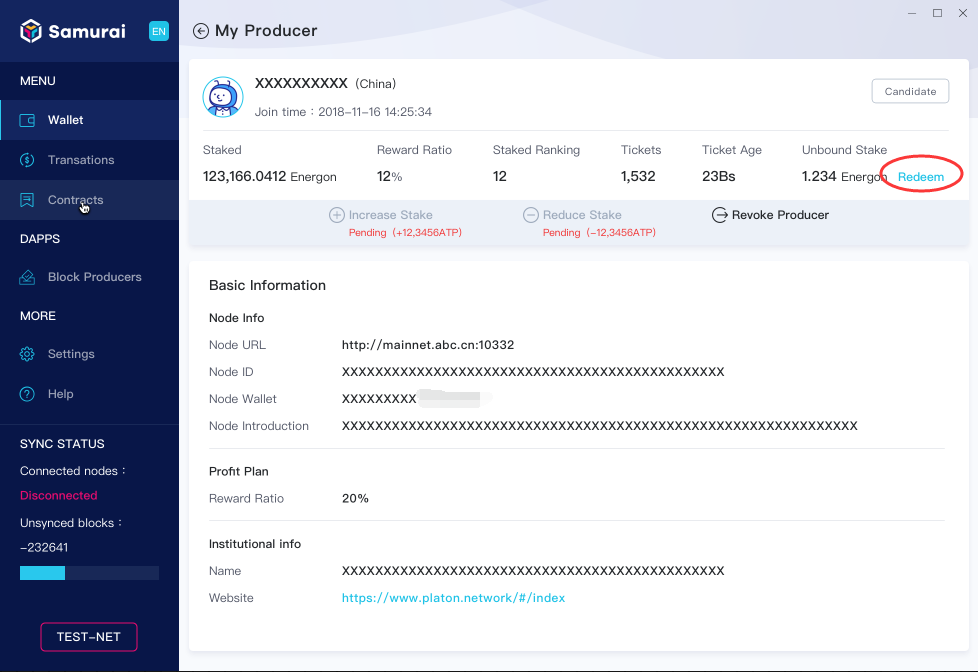 Samurai
EN
MENU
Wallet
Transations
Contracts
DAPPS
Block Producers
MORE
Settings
Help
SYNC STATUS
Connected nodes：
Disconnected
Unsynced blocks：
-232641
TEST-NET
My Producer
XXXXXXXXXX (China)
Join time：2018-11-16 14:25:34
Candidate
Staked Reward Ratio Staked Ranking Tickets Ticket Age Unbound Stake
123,166.0412 Energon 12% 12 1,532 23Bs 1.234 Energon Redeem
Increase Stake Reduce Stake Revoke Producer
Pending (+12,3456ATP) Pending (-12,3456ATP)
Basic Information
Node Info
Node URL http://mainnet.abc.cn:10332
Node ID XXXXXXXXXXXXXXXXXXXXXXXXXXXXXXXXXXXXXXXXXXXXXX
Node Wallet XXXXXXXXX
Node Introduction XXXXXXXXXXXXXXXXXXXXXXXXXXXXXXXXXXXXXXXXXXXXXXXXXXXXXXXXXXXXXX
Profit Plan
Reward Ratio 20%
Institutional info
Name XXXXXXXXXXXXXXXXXXXXXXXXXXXXXXXXXXXXXXXXXXXXXX
Website https://www.platon.network/#/index